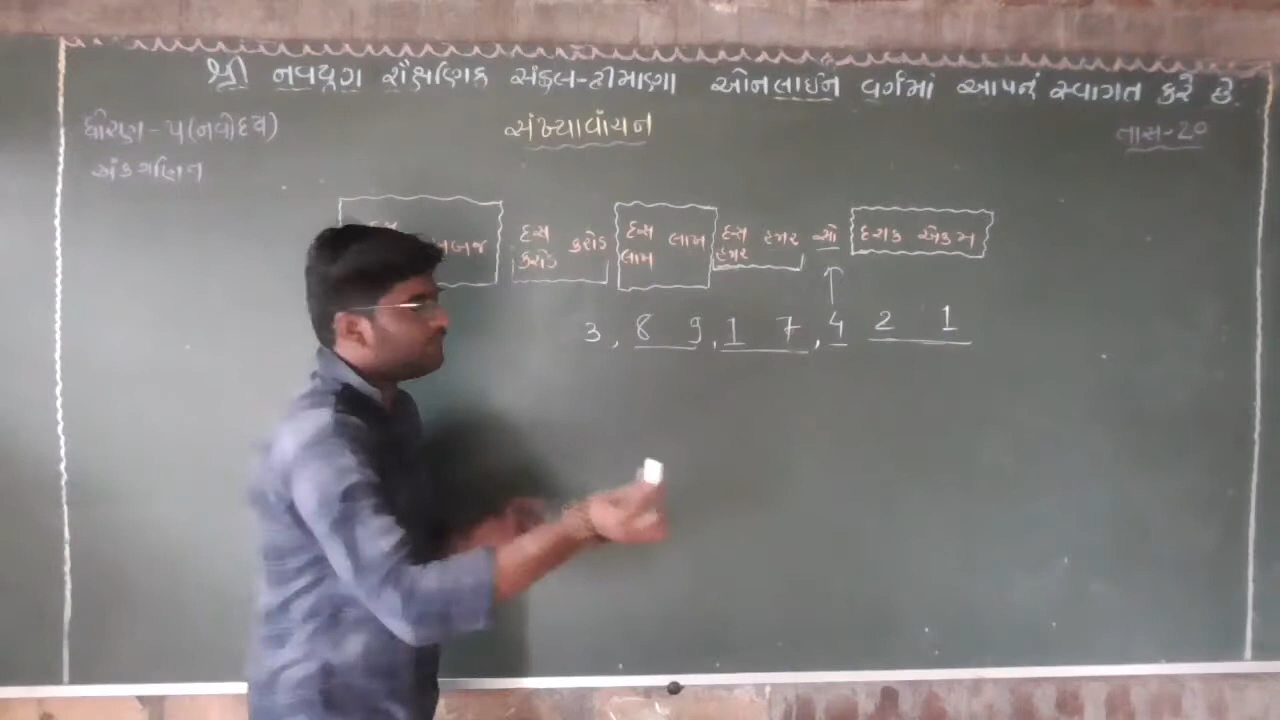 શ્રી નવયુગ શૈક્ષણિક સંકુલ-હીમાણા ઓનલાઇન વર્ગમાં આપનું સ્વાગત કરે છે.
ધોરણ - ૫ (નવોદય) સંખ્યાવાંચન તાસ-20
અંકગણિત
દસ કરોડ કરોડ દસ લાખ લાખ દસ હજાર હજાર સો દશક એકમ
3, 8 9, 1 7, 4 2 1